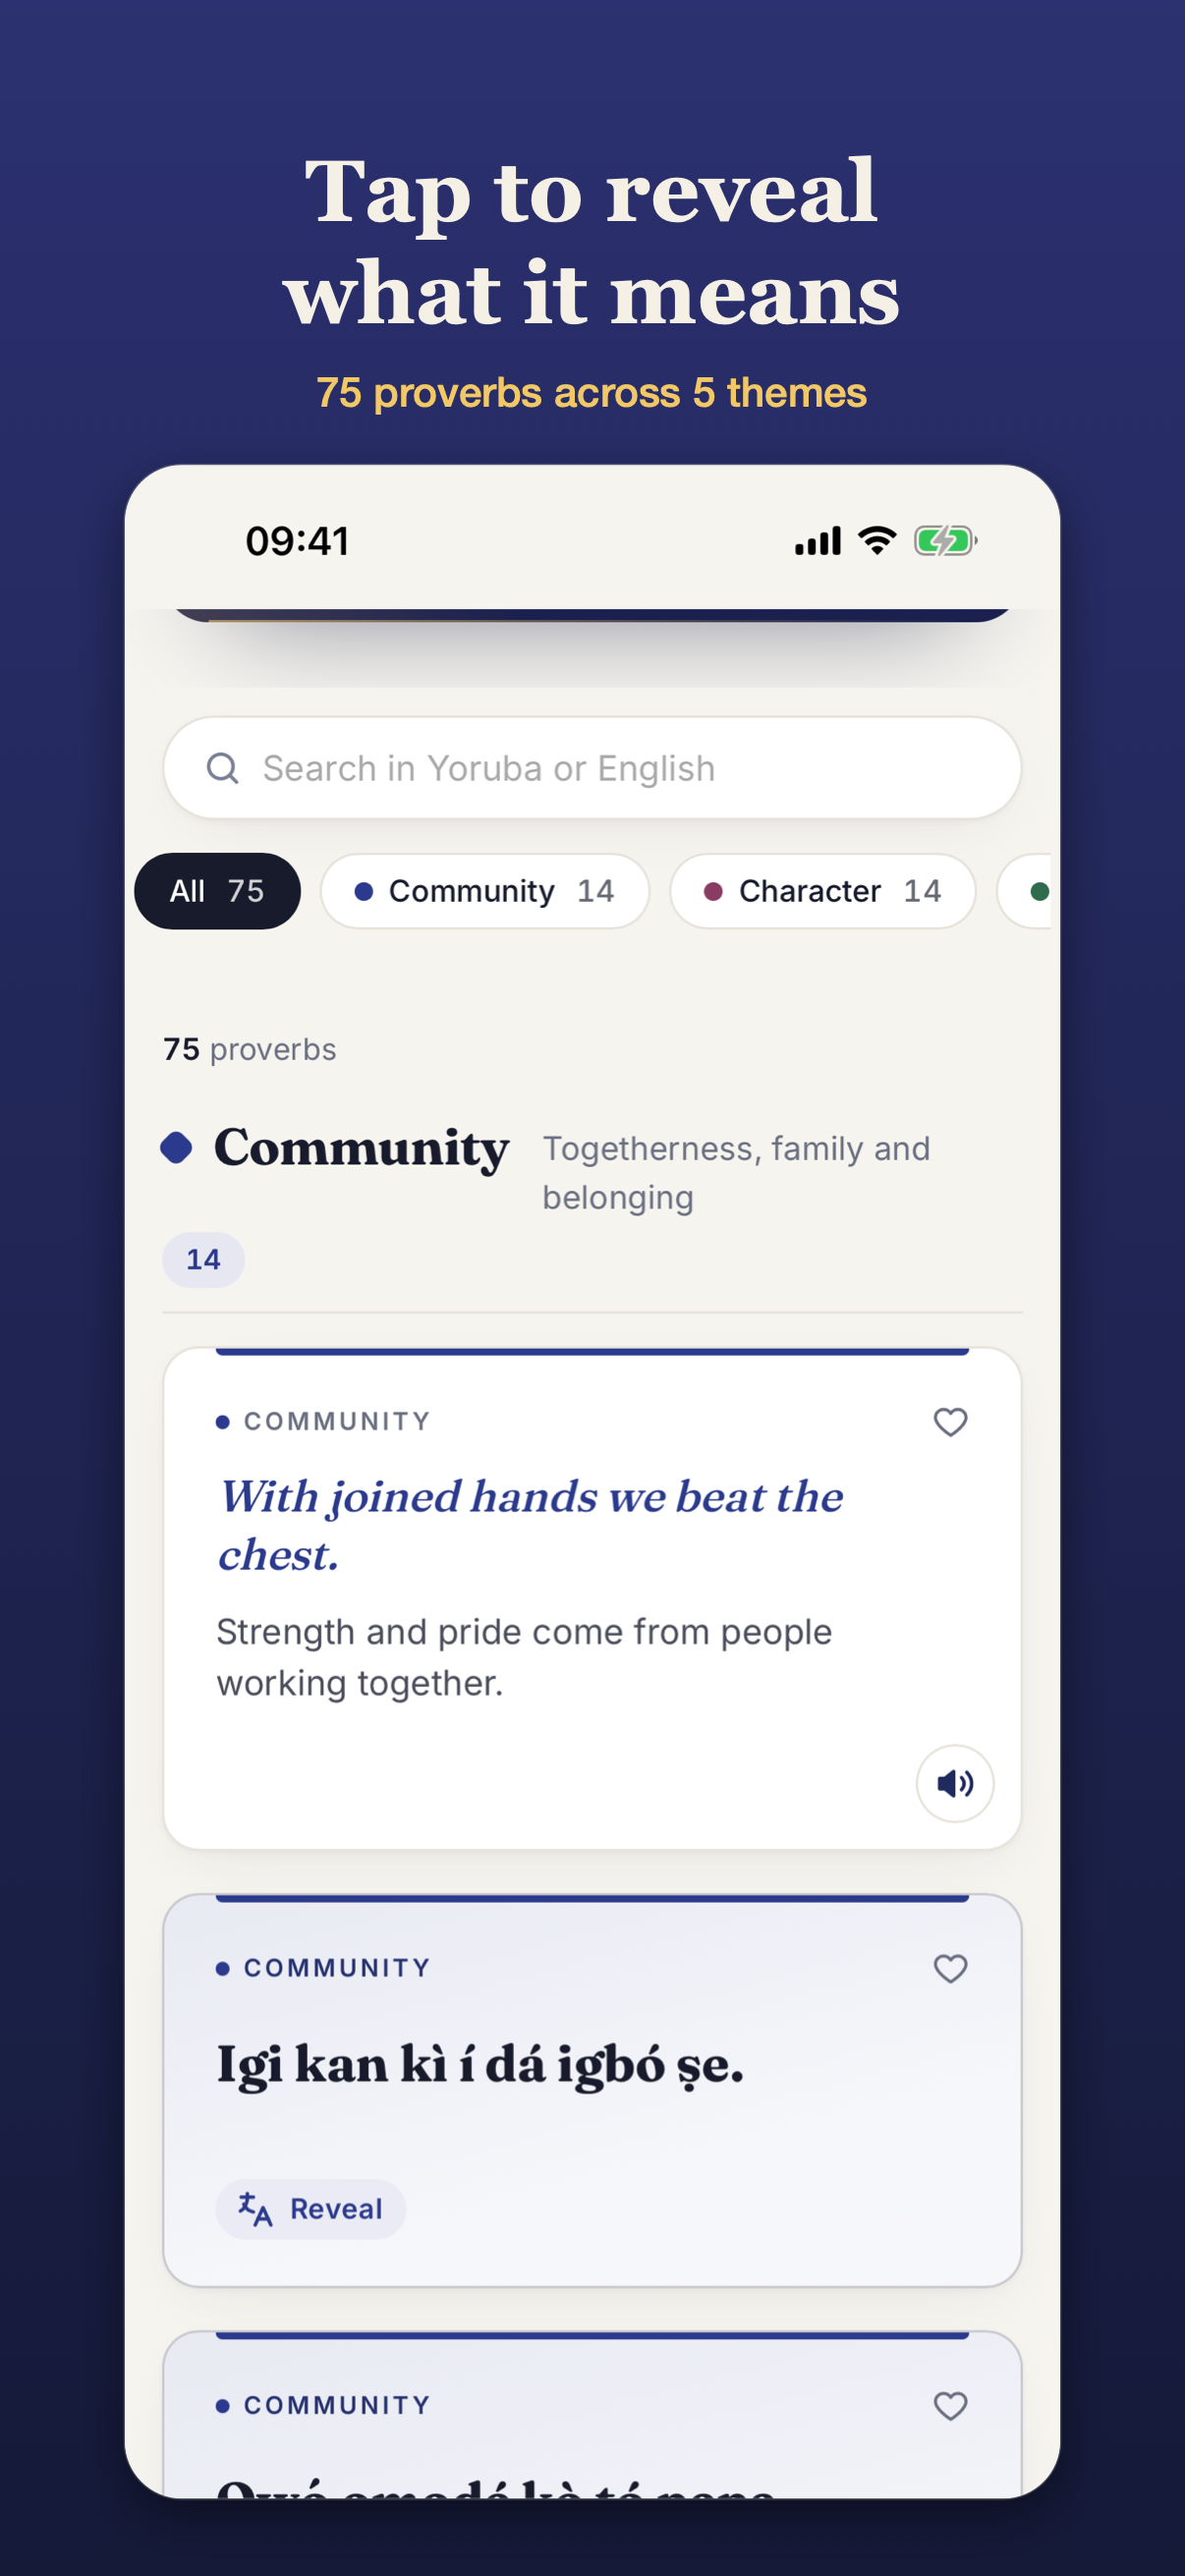 Tap to reveal
what it means
75 proverbs across 5 themes
09:41
Search in Yoruba or English
All 75
Community 14
Character 14
75 proverbs
Community
Togetherness, family and
belonging
14
COMMUNITY
With joined hands we beat the
chest.
Strength and pride come from people
working together.
COMMUNITY
Igi kan kì í dá igbó ṣe.
Reveal
COMMUNITY